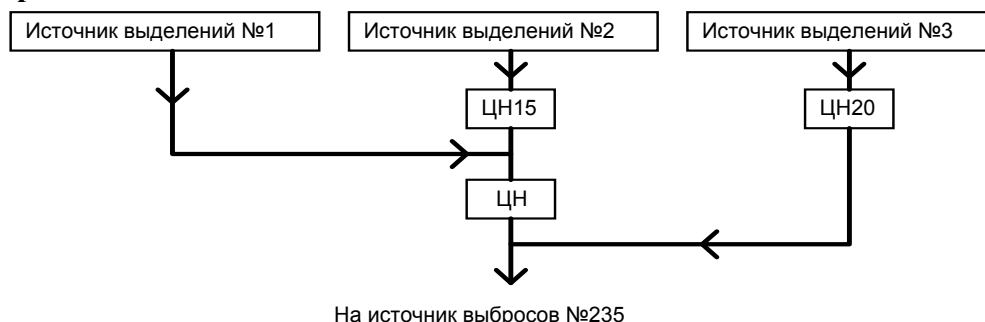 Источник выделений №1
Источник выделений №2
Источник выделений №3
ЦН15
ЦН20
ЦН
На источник выбросов №235